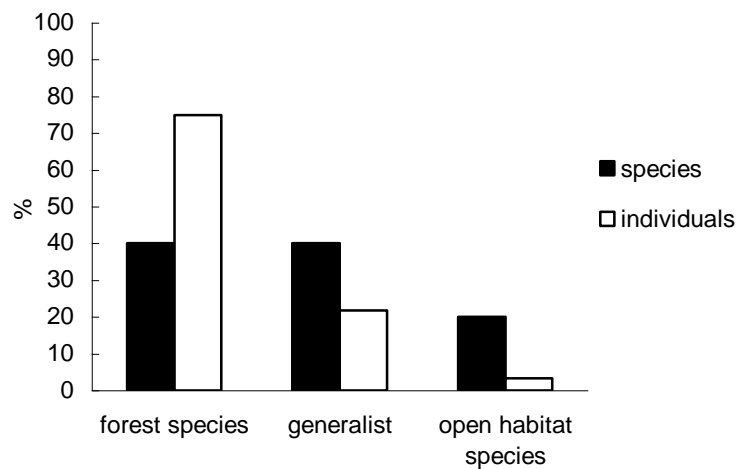 100
90
80
70
60
50
40
30
20
10
0
%
forest species
generalist
open habitat
species
species
individuals